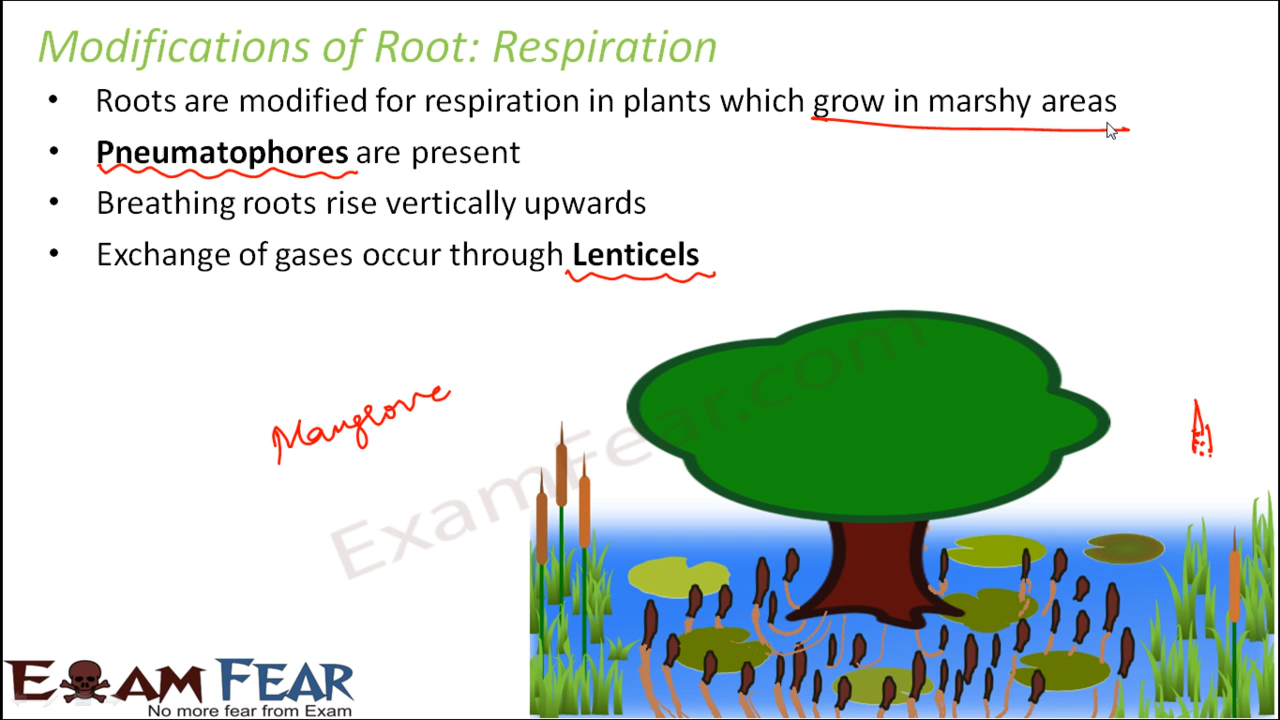 Modifications of Root: Respiration
• Roots are modified for respiration in plants which grow in marshy areas
• Pneumatophores are present
• Breathing roots rise vertically upwards
• Exchange of gases occur through Lenticels
Mangrove
ExamFear.com
EXAM FEAR
No more fear from Exam